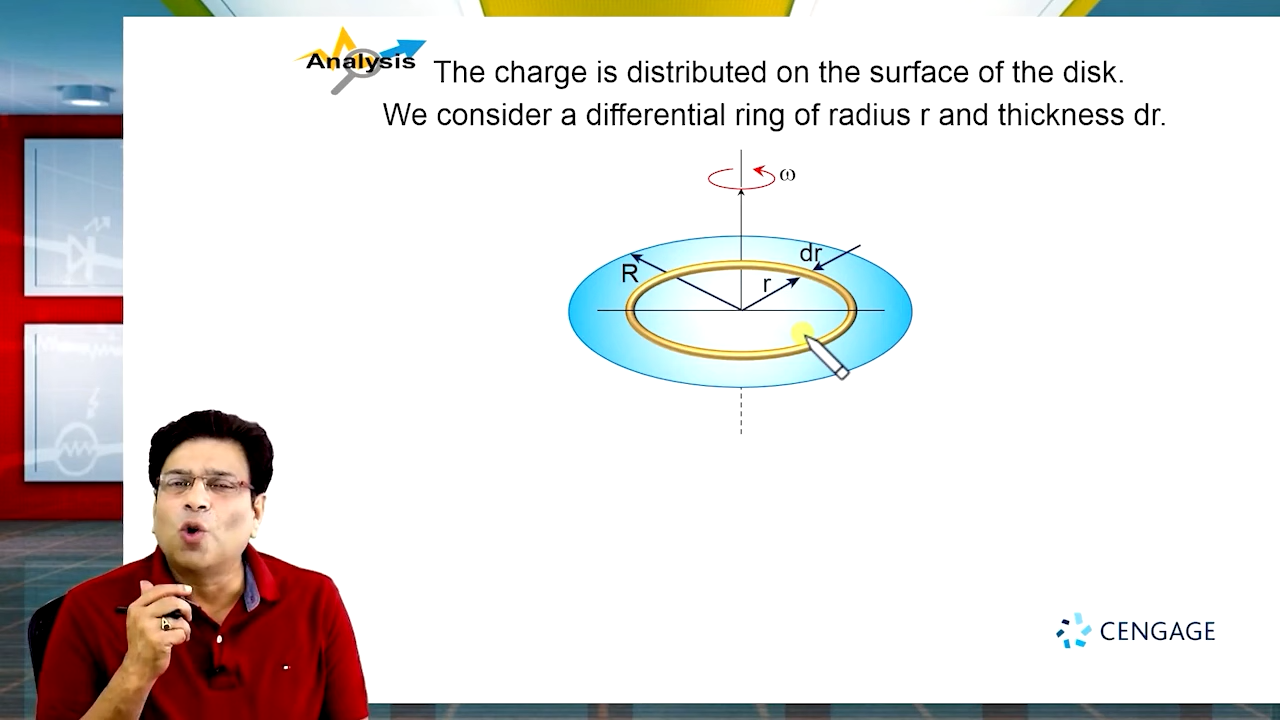 Analysis
The charge is distributed on the surface of the disk.
We consider a differential ring of radius r and thickness dr.
ω
dr
R
r
CENGAGE